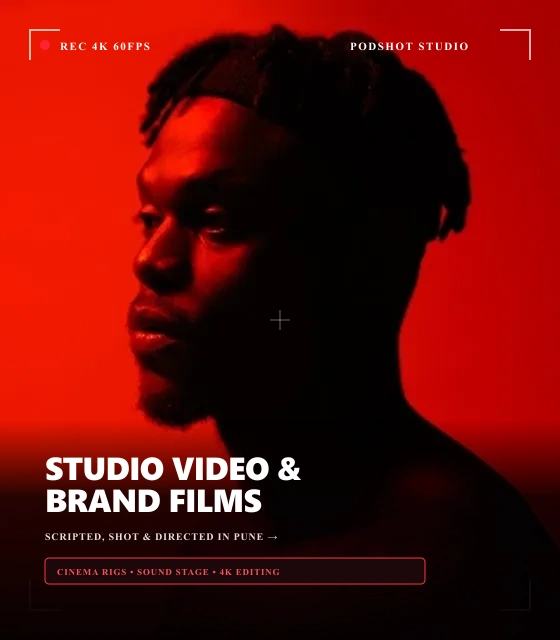 REC 4K 60FPS
PODSHOT STUDIO
STUDIO VIDEO &
BRAND FILMS
SCRIPTED, SHOT & DIRECTED IN PUNE →
CINEMA RIGS • SOUND STAGE • 4K EDITING